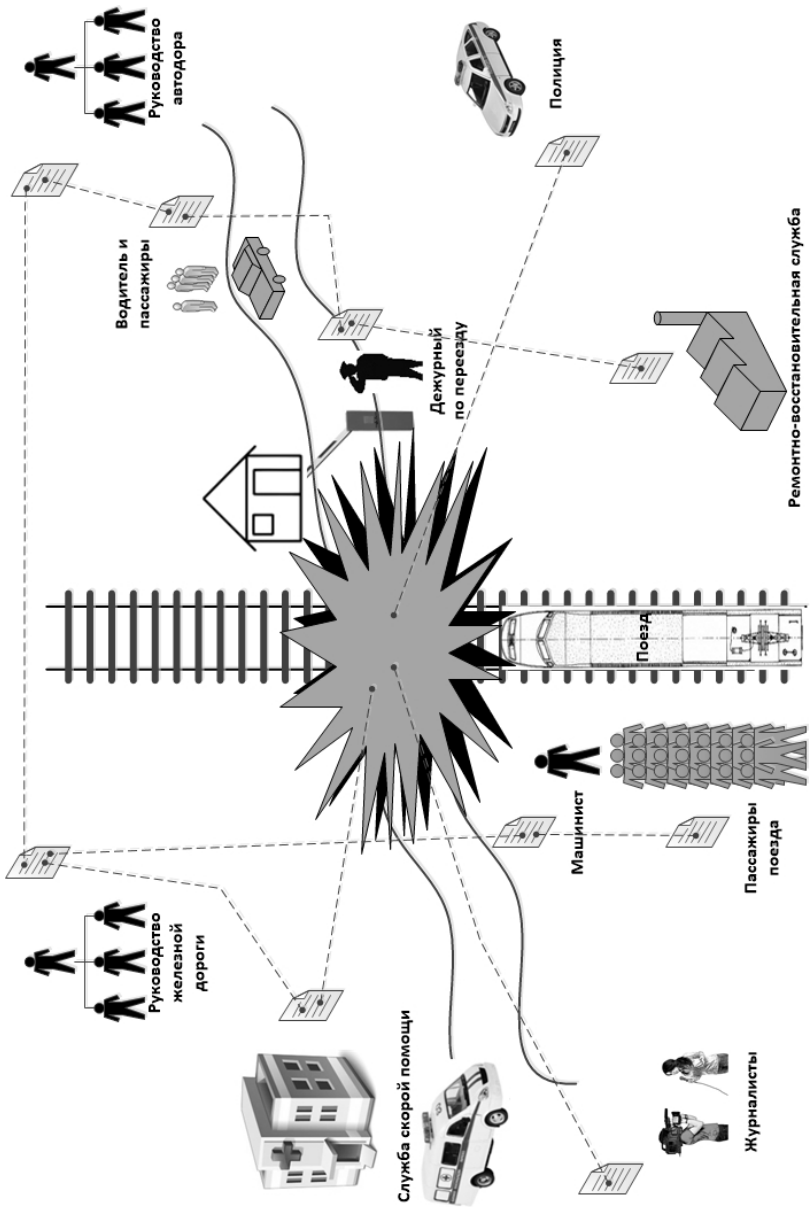 Руководство
железной
дороги
Руководство
автодора
Водитель и
пассажиры
Служба скорой помощи
Дежурный
по переезду
Полиция
Машинист
Поезд
Журналисты
Пассажиры
поезда
Ремонтно-восстановительная служба